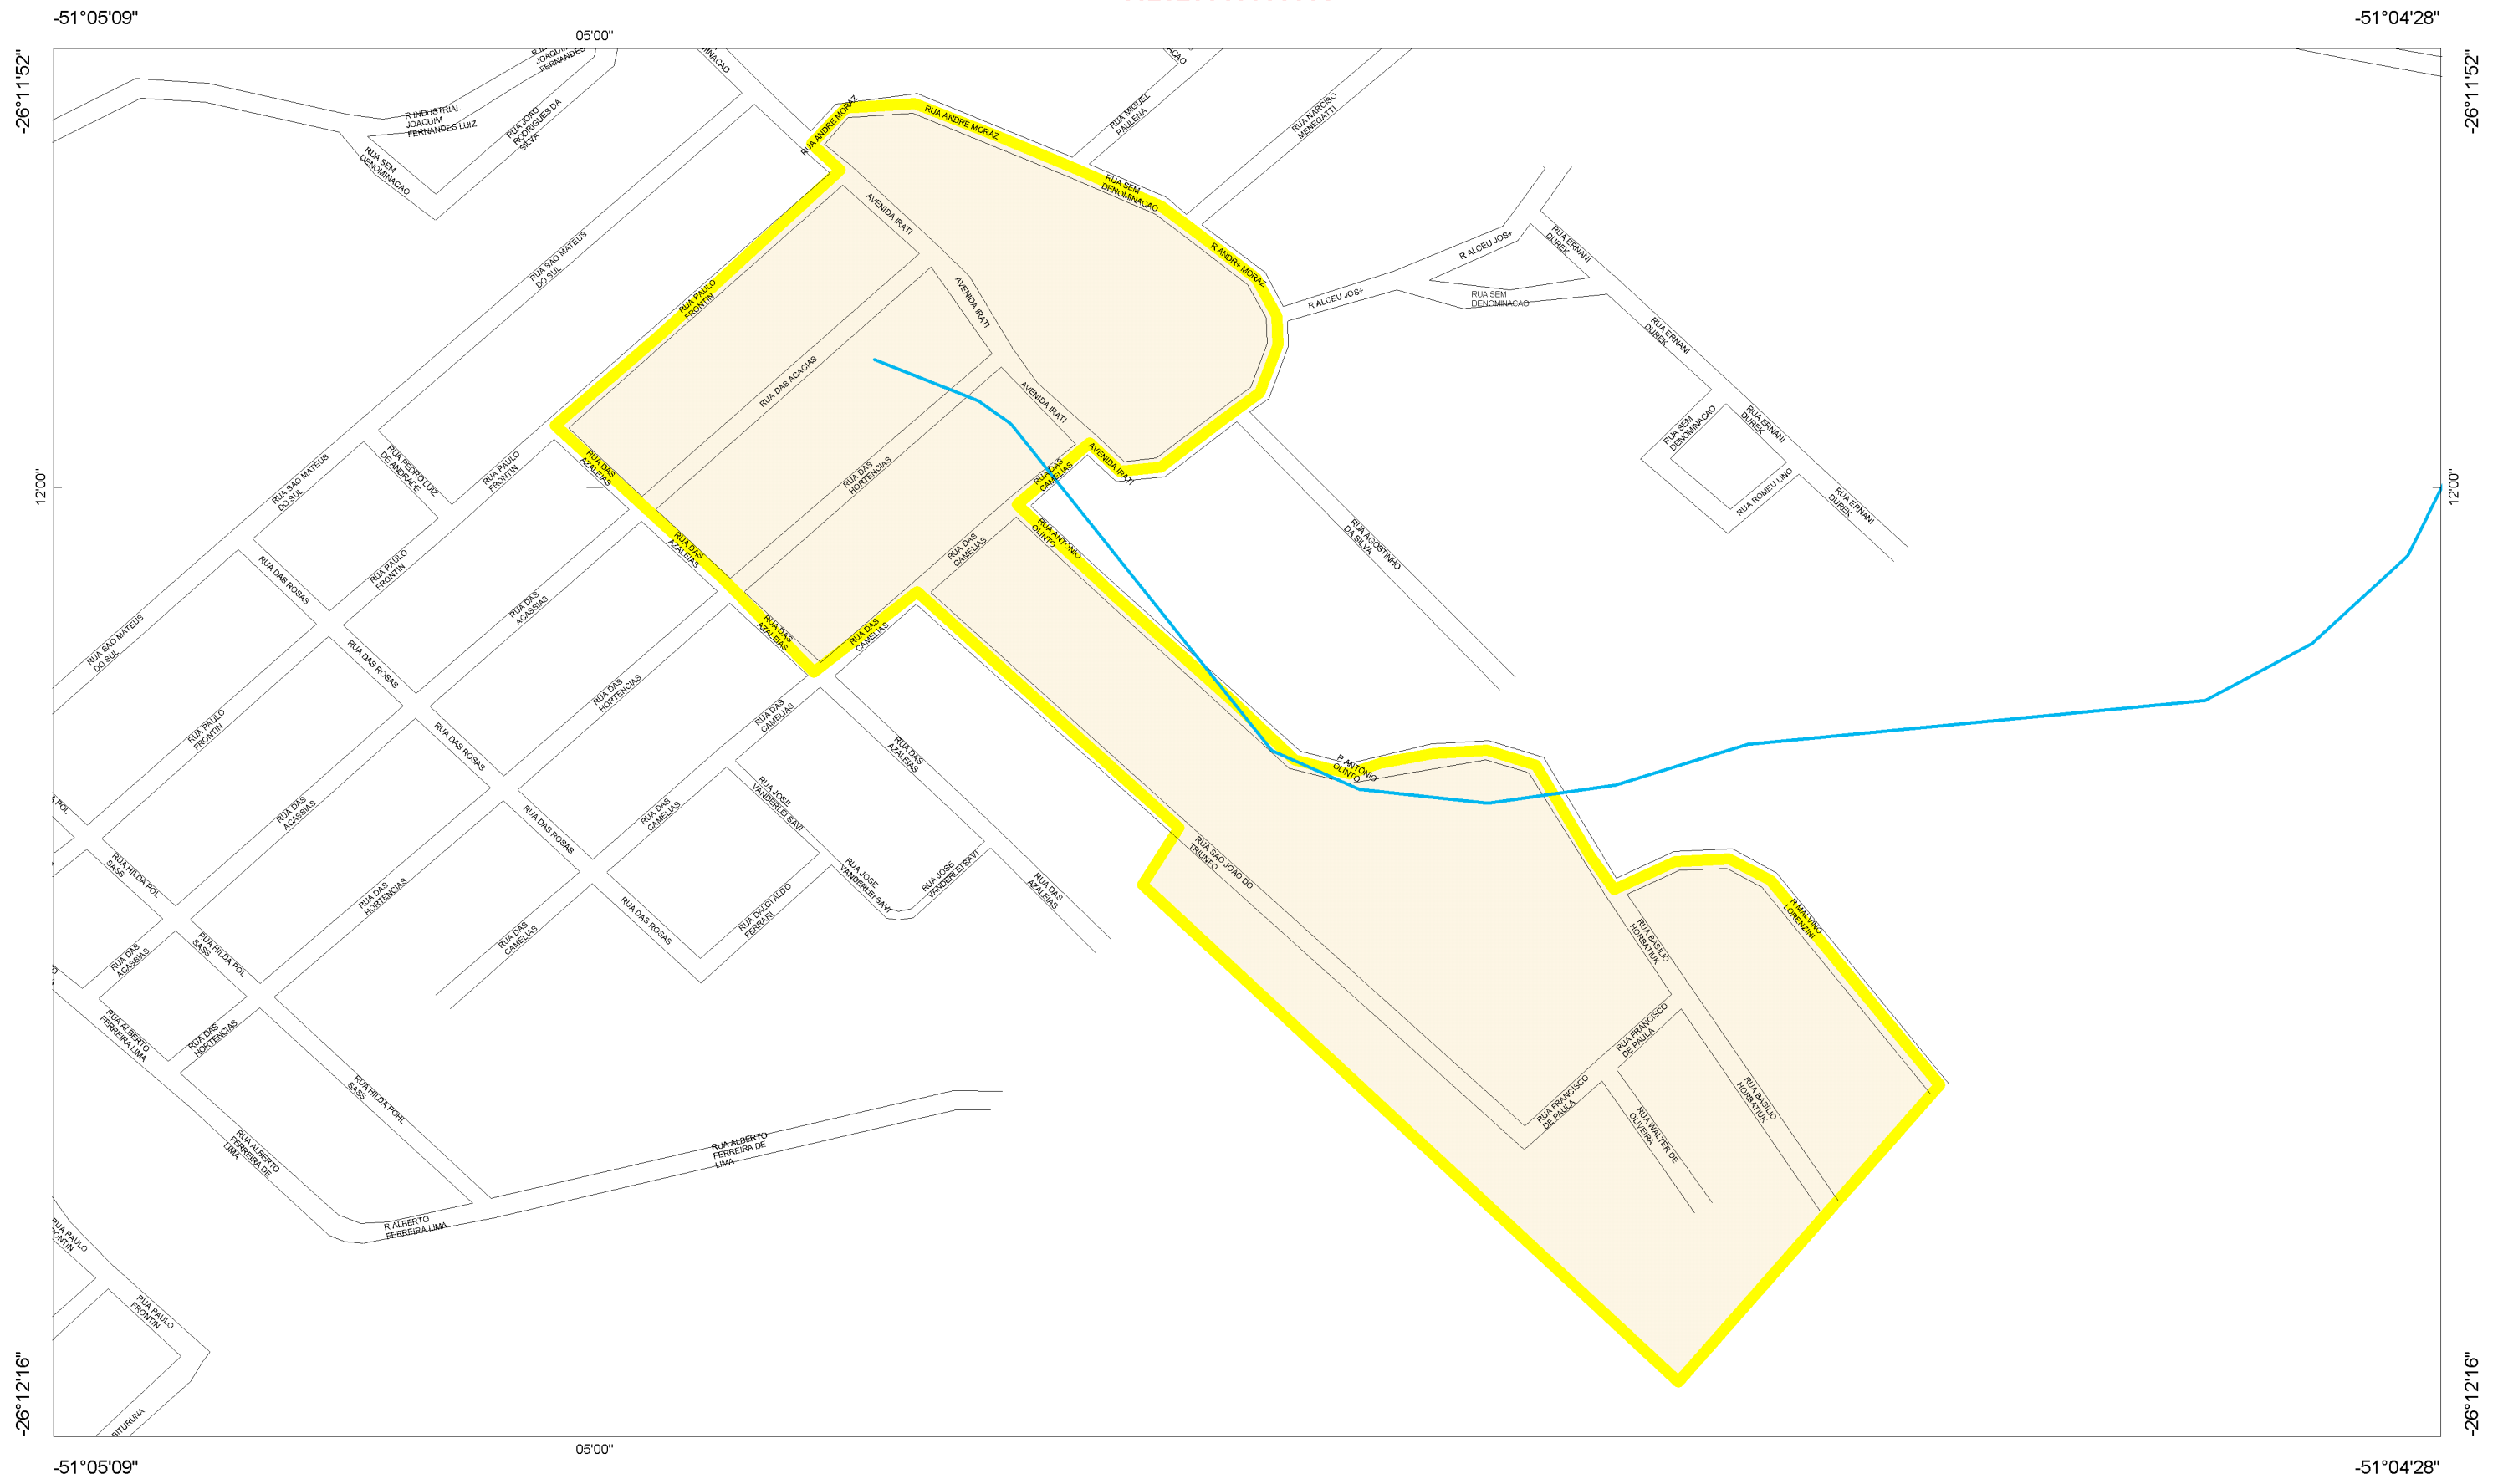 -51°05'09"
-51°04'28"
05'00"
-26°11'52"
-26°11'52"
JOAQUIM
FERNANDES
MINACAO
R INDUSTRIAL
JOAQUIM
FERNANDES LUIZ
RUA JOAO
RODRIGUES DA
SILVA
RUA SEM
DENOMINACAO
RUA ANDRE MORAZ
RUA ANDRE MORAZ
RUA MIGUEL
PAULENA
RUA NARCISO
MENEGATTI
RUA SEM
DENOMINACAO
R ANDR+ MORAZ
AVENIDA IRATI
RUA SAO MATEUS
DO SUL
RUA PAULO
FRONTIN
AVENIDA IRATI
R ALCEU JOS+
R ALCEU JOS+
RUA SEM
DENOMINACAO
RUA ERNANI
DUREK
RUA ERNANI
DUREK
RUA DAS ACACIAS
AVENIDA IRATI
RUA SEM
DENOMINACAO
RUA ERNANI
DUREK
RUA ROMEU LINO
RUA ERNANI
DUREK
12'00"
12'00"
RUA SAO MATEUS
DO SUL
RUA PEDRO LUIZ
DE ANDRADE
RUA PAULO
FRONTIN
RUA DAS
AZALEIAS
RUA DAS
HORTENCIAS
RUA DAS
CAMELIAS
AVENIDA IRATI
RUA ANTONIO
OLINTO
RUA AGOSTINHO
DA SILVA
RUA DAS ROSAS
RUA PAULO
FRONTIN
RUA DAS
ACASSIAS
RUA DAS
AZALEIAS
RUA DAS
CAMELIAS
RUA SAO MATEUS
DO SUL
RUA DAS ROSAS
RUA DAS
HORTENCIAS
RUA DAS
AZALEIAS
RUA DAS
CAMELIAS
RUA PAULO
FRONTIN
RUA DAS ROSAS
RUA DAS
CAMELIAS
RUA DAS
AZALEIAS
R ANTÔNIO
OLINTO
POL
RUA DAS
ACASSIAS
RUA DAS ROSAS
RUA DAS
CAMELIAS
RUA JOSE
VANDERLEI SAVI
RUA HILDA POL
SASS
RUA DAS
HORTENCIAS
RUA DAS ROSAS
RUA DALCI ALDO
FERRARI
RUA JOSE
VANDERLEI SAVI
RUA JOSE
VANDERLEI SAVI
RUA DAS
AZALEIAS
RUA SAO JOAO DO
TRIUNFO
R MALVINO
LORENZINI
RUA DAS
ACASSIAS
RUA HILDA POL
SASS
RUA DAS
CAMELIAS
RUA BASILIO
HORBATIUK
RUA ALBERTO
FERREIRA LIMA
RUA DAS
HORTENCIAS
RUA FRANCISCO
DE PAULA
RUA HILDA POHL
SASS
RUA FRANCISCO
DE PAULA
RUA WALTER DE
OLIVEIRA
RUA BASILIO
HORBATIUK
RUA ALBERTO
FERREIRA DE
LIMA
RUA ALBERTO
FERREIRA DE
LIMA
R ALBERTO
FERREIRA LIMA
RUA PAULO
RUA PAULO
FRONTIN
BITURUNA
-26°12'16"
-26°12'16"
05'00"
-51°05'09"
-51°04'28"